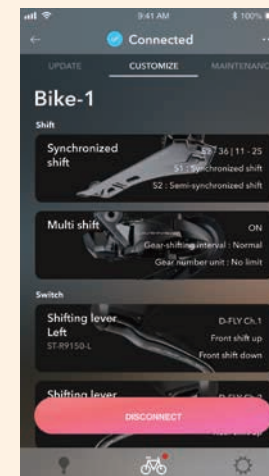 9:41 AM 100%
Connected
UPDATE CUSTOMIZE MAINTENANC
Bike-1
Shift
Synchronized
shift
36 | 11 - 25
S1 : Synchronized shift
S2 : Semi-synchronized shift
Multi shift
ON
Gear-shifting interval : Normal
Gear number unit : No limit
Switch
Shifting lever
Left
ST-R9150-L
D-FLY Ch.1
Front shift up
Front shift down
Shifting lever
DISCONNECT